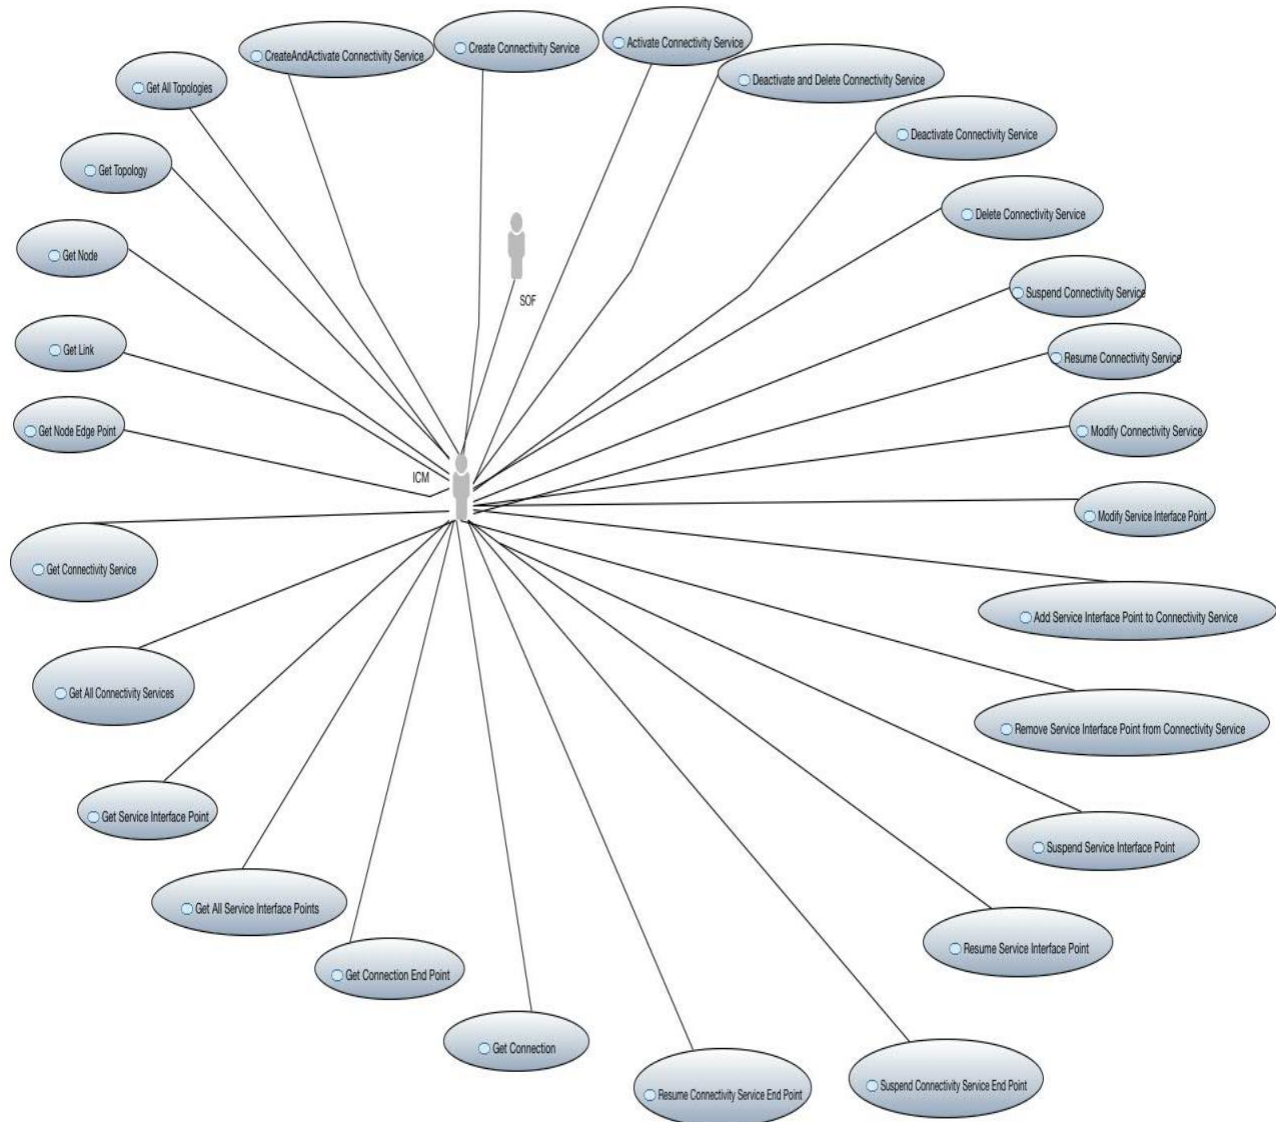 Activate Connectivity Service
Create Connectivity Service
CreateAndActivate Connectivity Service
Deactivate and Delete Connectivity Service
Get All Topologies
Deactivate Connectivity Service
Get Topology
Delete Connectivity Service
Get Node
Suspend Connectivity Service
SOF
Get Link
Resume Connectivity Service
Get Node Edge Point
Modify Connectivity Service
ICM
Modify Service Interface Point
Get Connectivity Service
Add Service Interface Point to Connectivity Service
Get All Connectivity Services
Remove Service Interface Point from Connectivity Service
Get Service Interface Point
Suspend Service Interface Point
Get All Service Interface Points
Resume Service Interface Point
Get Connection End Point
Get Connection
Suspend Connectivity Service End Point
Resume Connectivity Service End Point